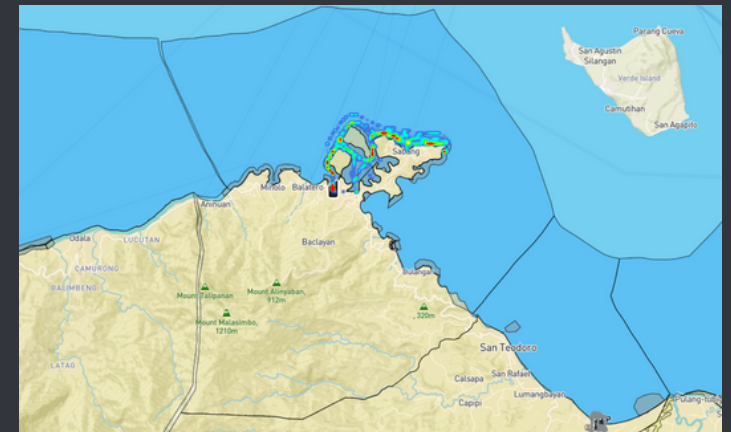 Parang Cueva
San Agustin
Silangan
Verde Island
Camutihan
San Agapito
Sabang
Minolo
Balatero
Aninuan
Odala
LUCUTAN
Baclayan
CAMURONG
BALIMBENG
Bulangan
Mount Talipanan
Mount Alinyaban,
912m
Mount Malasimbo,
1210m
, 320m
San Teodoro
LATAG
Calsapa
San Rafael
Capipi
Lumangbayan